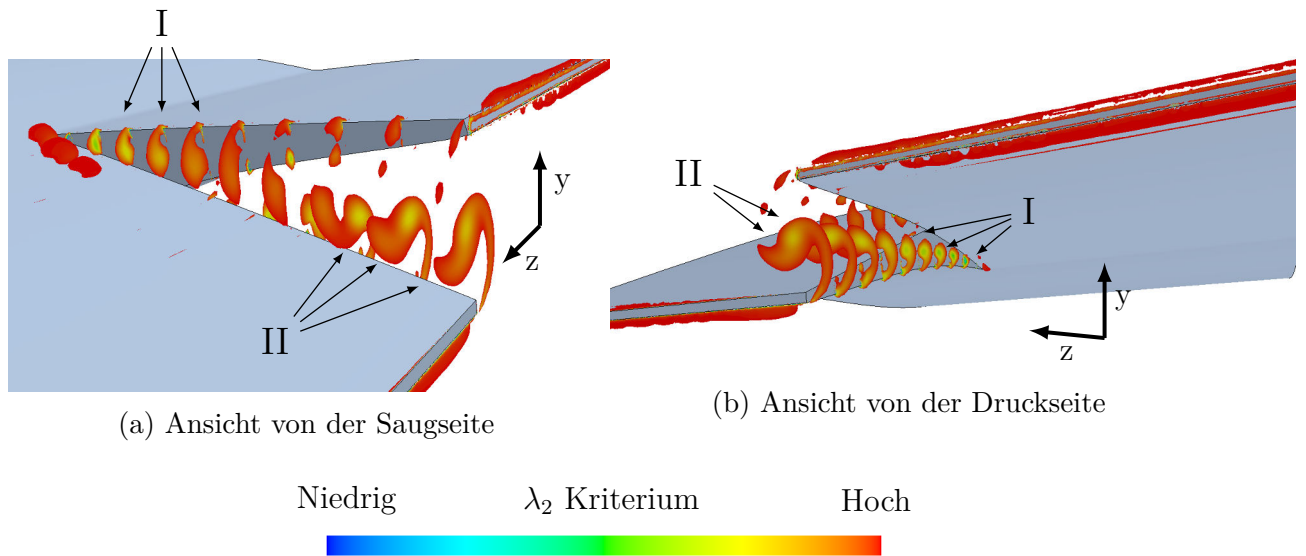 I
II
y
z
(a) Ansicht von der Saugseite
II
I
y
z
(b) Ansicht von der Druckseite
Niedrig λ₂ Kriterium Hoch